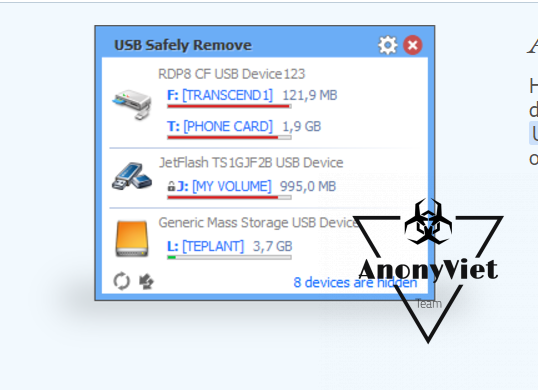 USB Safely Remove
RDP8 CF USB Device123
F: [TRANSCEND1] 121,9 MB
T: [PHONE CARD] 1,9 GB
JetFlash TS1GJF2B USB Device
J: [MY VOLUME] 995,0 MB
Generic Mass Storage USB Device
L: [TEPLANT] 3,7 GB
8 devices are hidden
AnonyViet
Team